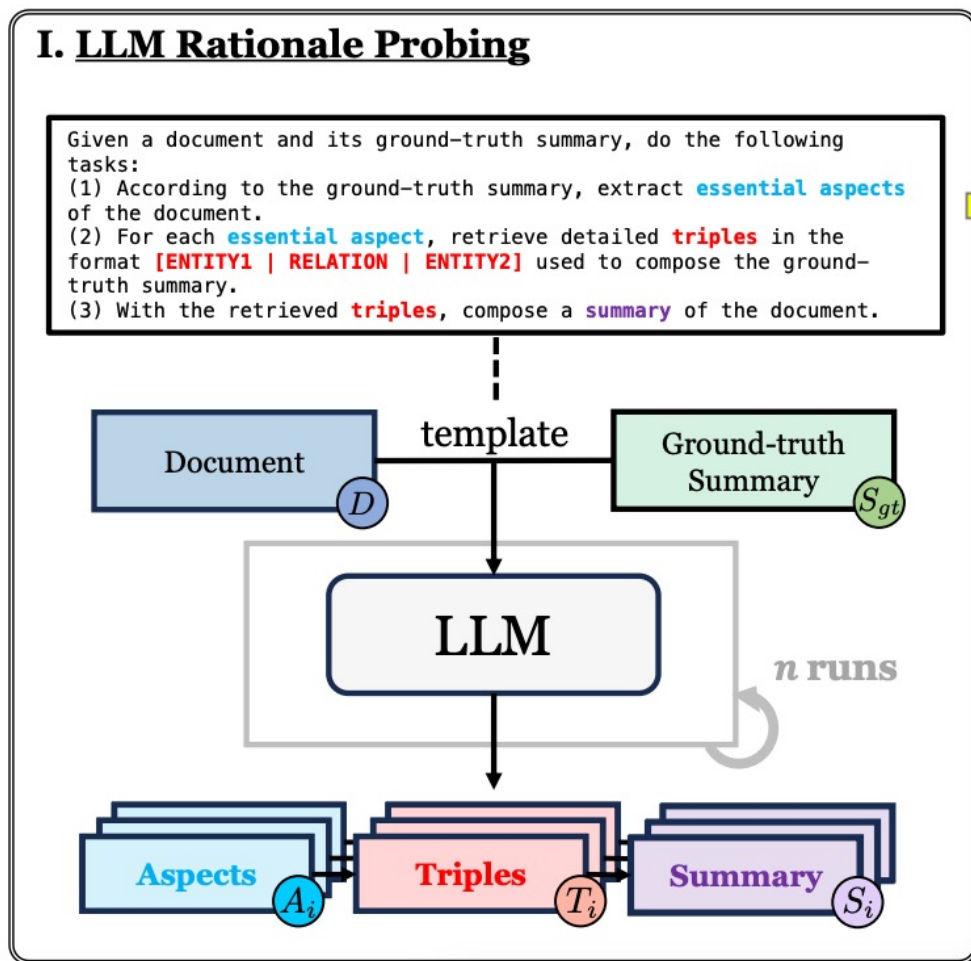 I. LLM Rationale Probing
Given a document and its ground-truth summary, do the following
tasks:
(1) According to the ground-truth summary, extract essential aspects
of the document.
(2) For each essential aspect, retrieve detailed triples in the
format [ENTITY1 | RELATION | ENTITY2] used to compose the ground-
truth summary.
(3) With the retrieved triples, compose a summary of the document.
template
Document
D
Ground-truth
Summary
S_gt
LLM
n runs
Aspects
A_i
Triples
T_i
Summary
S_i